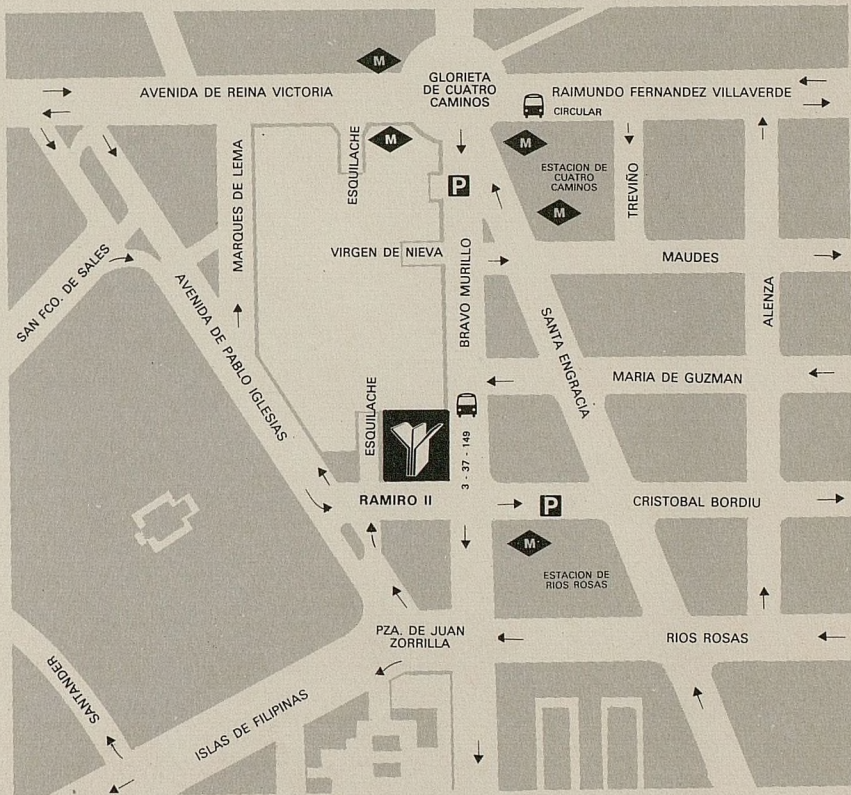 M
AVENIDA DE REINA VICTORIA
GLORIETA
DE CUATRO
CAMINOS
RAIMUNDO FERNANDEZ VILLAVERDE
CIRCULAR
MARQUES DE LEMA
ESQUILACHE
M
M
ESTACION DE
CUATRO
CAMINOS
M
TREVIÑO
P
VIRGEN DE NIEVA
BRAVO MURILLO
MAUDES
SAN FCO. DE SALES
AVENIDA DE PABLO IGLESIAS
SANTA ENGRACIA
ALENZA
MARIA DE GUZMAN
ESQUILACHE
3 - 37 - 149
RAMIRO II
P
CRISTOBAL BORDIU
M
ESTACION DE
RIOS ROSAS
PZA. DE JUAN
ZORRILLA
RIOS ROSAS
SANTANDER
ISLAS DE FILIPINAS